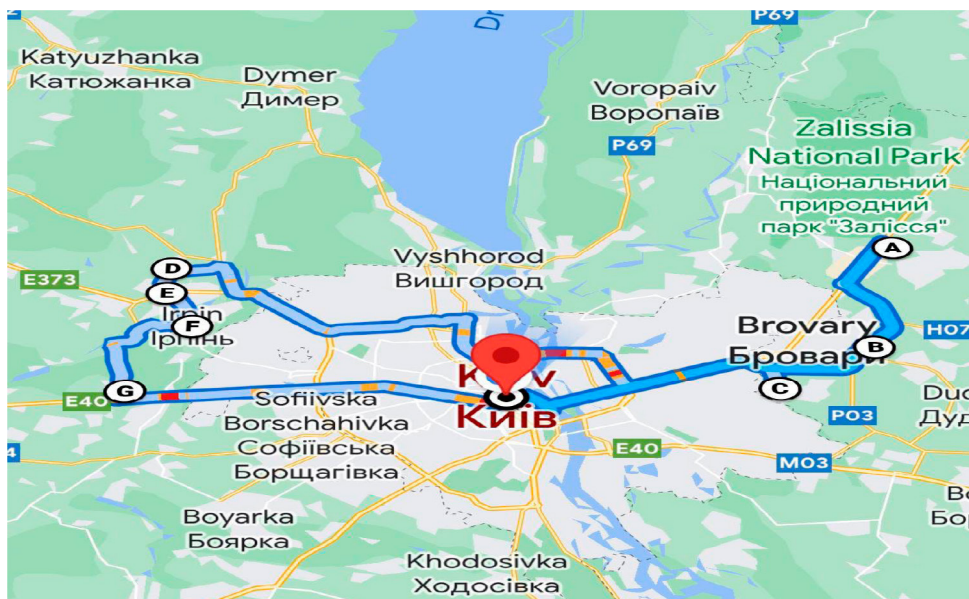 P69
Katyuzhanka
Катюжанка
Dymer
Димер
Voropaiv
Воропаїв
P69
Zalissia
National Park
Національний
природний
парк "Залісся"
A
Vyshhorod
Вишгород
D
E373
E
Irpin
Ірпінь
F
Brovary
Бровари
H07
B
C
G
E40
Київ
Sofiivska
Borschahivka
Софіївська
Борщагівка
P03
E40
M03
Boyarka
Боярка
Khodosivka
Ходосівка